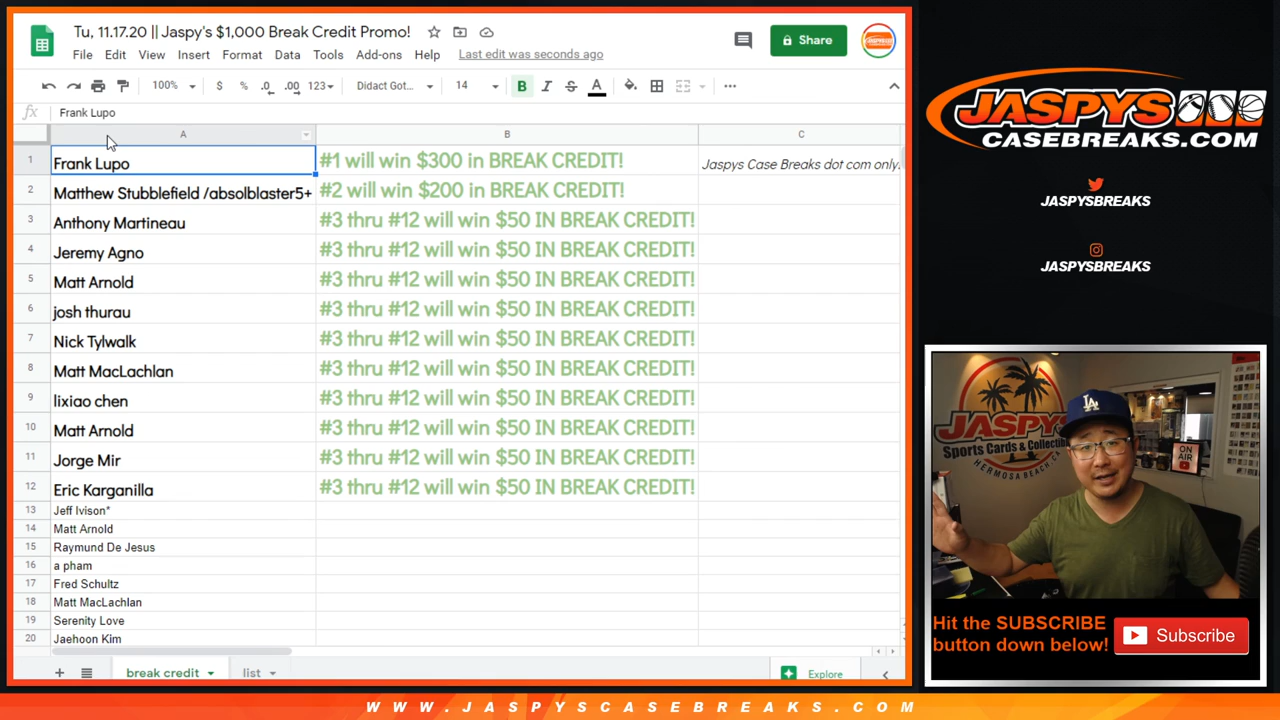 Tu, 11.17.20 || Jaspy's $1,000 Break Credit Promo!
Share
File Edit View Insert Format Data Tools Add-ons Help Last edit was seconds ago
100% $ % .0 .00 123 Didact Got... 14 B I S A
fx Frank Lupo
A B C
1 Frank Lupo #1 will win $300 in BREAK CREDIT! Jaspys Case Breaks dot com only.
2 Matthew Stubblefield /absolblaster5+ #2 will win $200 in BREAK CREDIT!
3 Anthony Martineau #3 thru #12 will win $50 IN BREAK CREDIT!
4 Jeremy Agno #3 thru #12 will win $50 IN BREAK CREDIT!
5 Matt Arnold #3 thru #12 will win $50 IN BREAK CREDIT!
6 josh thurau #3 thru #12 will win $50 IN BREAK CREDIT!
7 Nick Tylwalk #3 thru #12 will win $50 IN BREAK CREDIT!
8 Matt MacLachlan #3 thru #12 will win $50 IN BREAK CREDIT!
9 lixiao chen #3 thru #12 will win $50 IN BREAK CREDIT!
10 Matt Arnold #3 thru #12 will win $50 IN BREAK CREDIT!
11 Jorge Mir #3 thru #12 will win $50 IN BREAK CREDIT!
12 Eric Karganilla #3 thru #12 will win $50 IN BREAK CREDIT!
13 Jeff Ivison*
14 Matt Arnold
15 Raymund De Jesus
16 a pham
17 Fred Schultz
18 Matt MacLachlan
19 Serenity Love
20 Jaehoon Kim
break credit list Explore
JASPYS
CASEBREAKS.COM
JASPYSBREAKS
JASPYSBREAKS
JASPYS
Sports Cards & Collectibl
HERMOSA BEACH, C
LA
ON
AIR
Hit the SUBSCRIBE
button down below!
Subscribe
WWW.JASPYSCASEBREAKS.COM